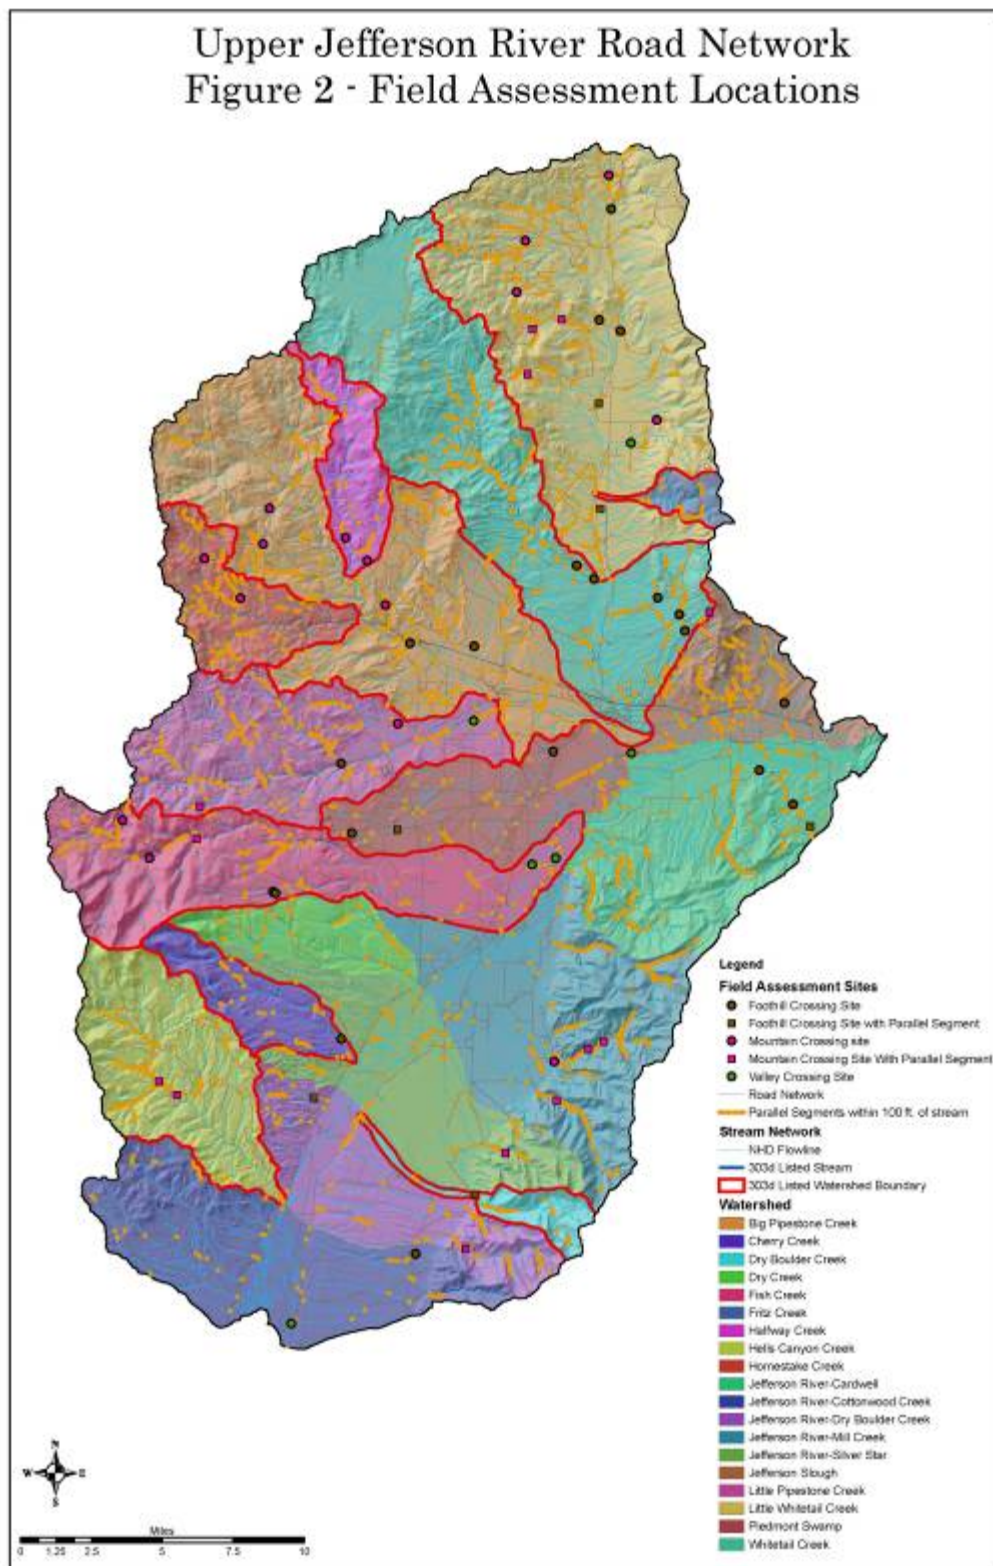 Upper Jefferson River Road Network
Figure 2 - Field Assessment Locations
Legend
Field Assessment Sites
Foothill Crossing Site
Foothill Crossing Site with Parallel Segment
Mountain Crossing site
Mountain Crossing Site With Parallel Segment
Valley Crossing Site
Road Network
Parallel Segments within 100 ft. of stream
Stream Network
NHD Flowline
303d Listed Stream
303d Listed Watershed Boundary
Watershed
Big Pipestone Creek
Cherry Creek
Dry Boulder Creek
Dry Creek
Fish Creek
Fritz Creek
Halfway Creek
Hells Canyon Creek
Homestake Creek
Jefferson River-Cardwell
Jefferson River-Cottonwood Creek
Jefferson River-Dry Boulder Creek
Jefferson River-Mill Creek
Jefferson River-Silver Star
Jefferson Slough
Little Pipestone Creek
Little Whitetail Creek
Piedmont Swamp
Whitetail Creek
N
W E
S
Miles
0 1.25 2.5 5 7.5 10